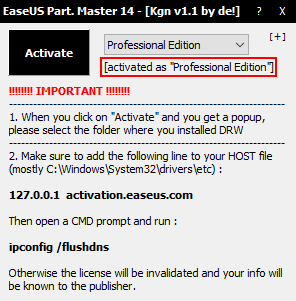 EaseUS Part. Master 14 - [Kgn v1.1 by de!] ? X
Activate
Professional Edition
[+]
[activated as "Professional Edition"]
!!!!!!!! IMPORTANT !!!!!!!!
1. When you click on "Activate" and you get a popup,
please select the folder where you installed DRW
2. Make sure to add the following line to your HOST file
(mostly C:\Windows\System32\drivers\etc) :
127.0.0.1 activation.easeus.com
Then open a CMD prompt and run :
ipconfig /flushdns
Otherwise the license will be invalidated and your info will
be known to the publisher.